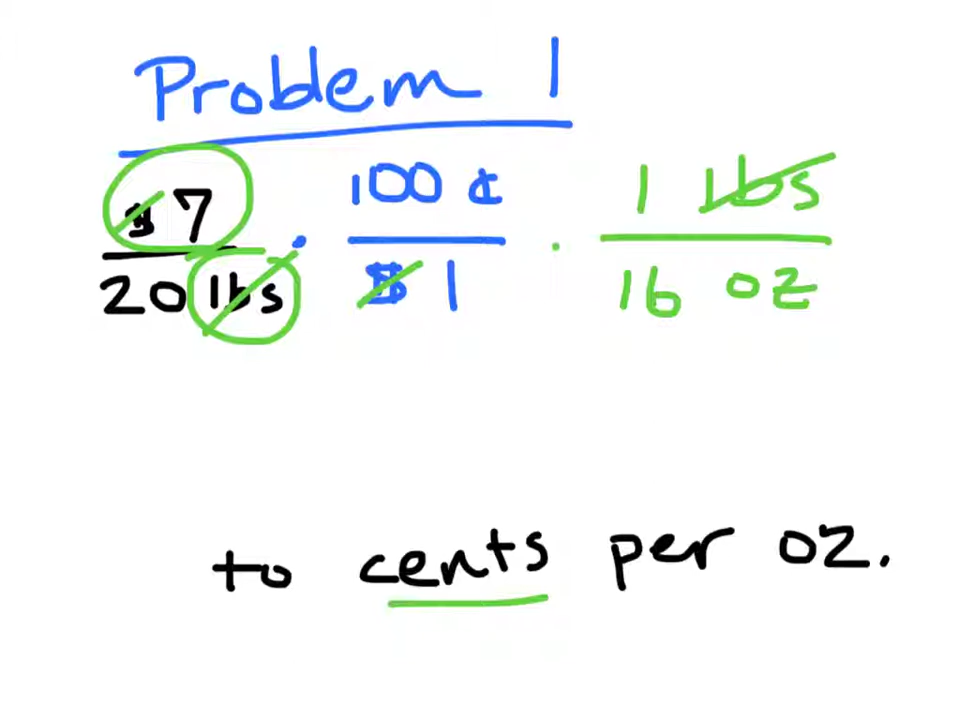 Problem 1
$ 7 / 20 lbs · 100 ¢ / $ 1 · 1 lbs / 16 oz
to cents per oz.